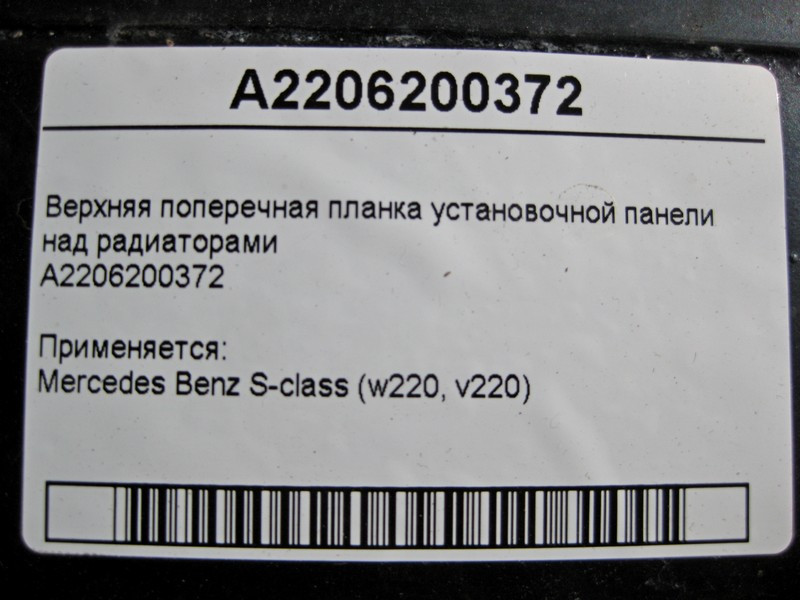 A2206200372
Верхняя поперечная планка установочной панели
над радиаторами
A2206200372
Применяется:
Mercedes Benz S-class (w220, v220)